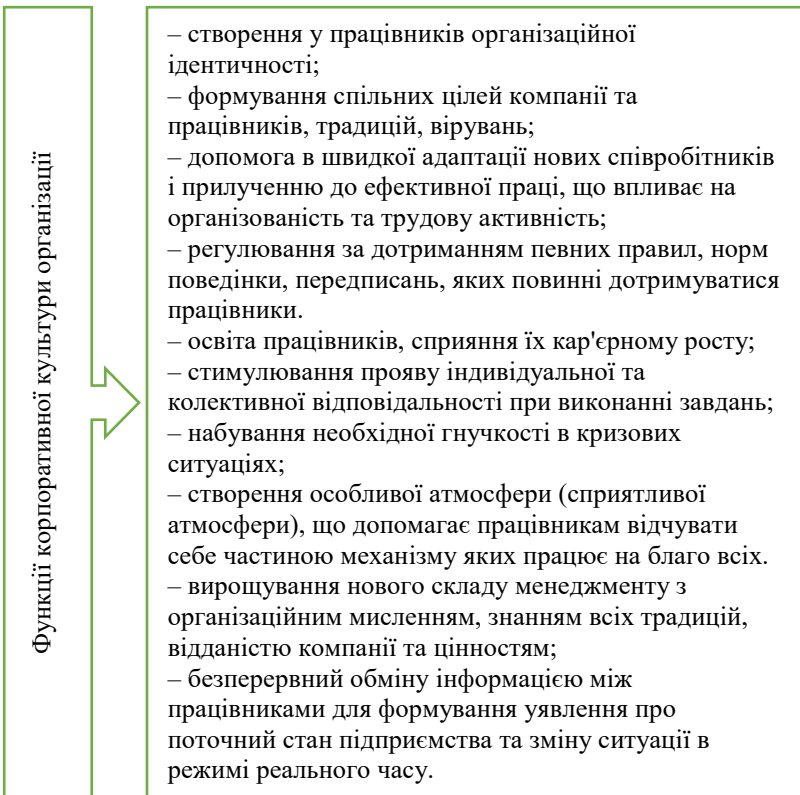 Функції корпоративної культури організації
– створення у працівників організаційної
ідентичності;
– формування спільних цілей компанії та
працівників, традицій, вірувань;
– допомога в швидкої адаптації нових співробітників
і прилученню до ефективної праці, що впливає на
організованість та трудову активність;
– регулювання за дотриманням певних правил, норм
поведінки, передписань, яких повинні дотримуватися
працівники.
– освіта працівників, сприяння їх кар'єрному росту;
– стимулювання прояву індивідуальної та
колективної відповідальності при виконанні завдань;
– набування необхідної гнучкості в кризових
ситуаціях;
– створення особливої атмосфери (сприятливої
атмосфери), що допомагає працівникам відчувати
себе частиною механізму яких працює на благо всіх.
– вирощування нового складу менеджменту з
організаційним мисленням, знанням всіх традицій,
відданістю компанії та цінностям;
– безперервний обміну інформацією між
працівниками для формування уявлення про
поточний стан підприємства та зміну ситуації в
режимі реального часу.